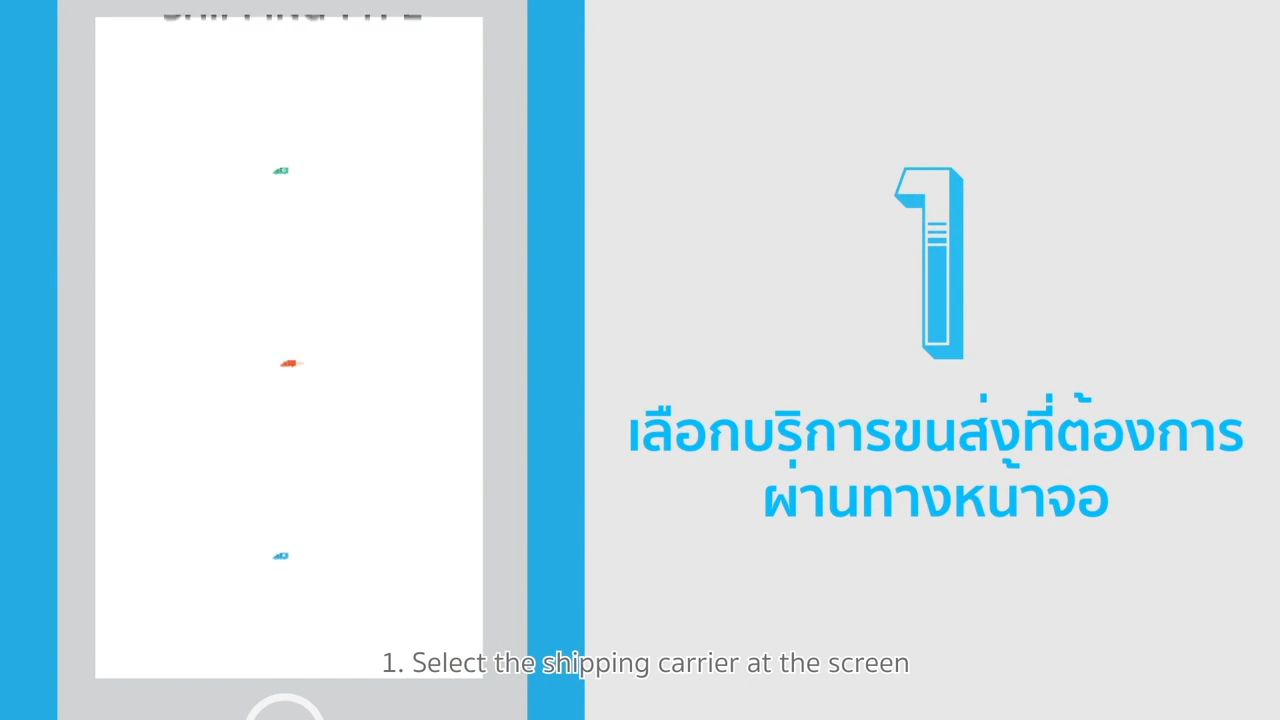 1
เลือกบริการขนส่งที่ต้องการ
ผ่านทางหน้าจอ
1. Select the shipping carrier at the screen